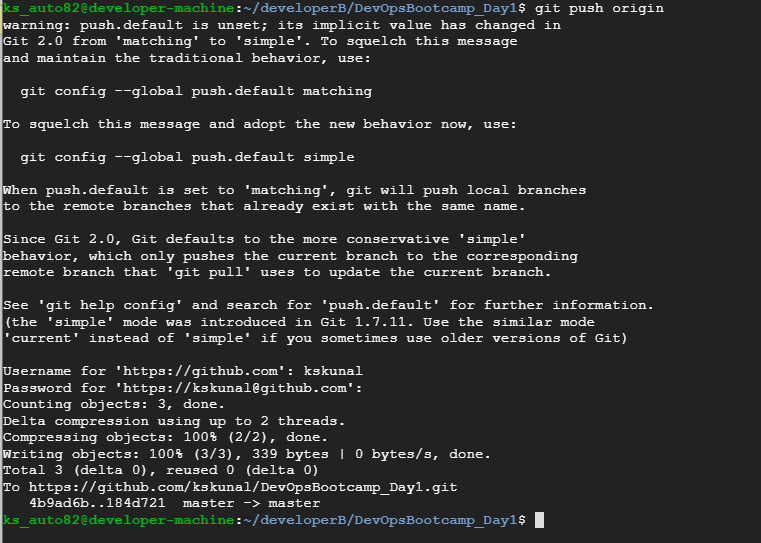 ks_auto82@developer-machine:~/developerB/DevOpsBootcamp_Day1$ git push origin
warning: push.default is unset; its implicit value has changed in
Git 2.0 from 'matching' to 'simple'. To squelch this message
and maintain the traditional behavior, use:
git config --global push.default matching
To squelch this message and adopt the new behavior now, use:
git config --global push.default simple
When push.default is set to 'matching', git will push local branches
to the remote branches that already exist with the same name.
Since Git 2.0, Git defaults to the more conservative 'simple'
behavior, which only pushes the current branch to the corresponding
remote branch that 'git pull' uses to update the current branch.
See 'git help config' and search for 'push.default' for further information.
(the 'simple' mode was introduced in Git 1.7.11. Use the similar mode
'current' instead of 'simple' if you sometimes use older versions of Git)
Username for 'https://github.com': kskunal
Password for 'https://kskunal@github.com':
Counting objects: 3, done.
Delta compression using up to 2 threads.
Compressing objects: 100% (2/2), done.
Writing objects: 100% (3/3), 339 bytes | 0 bytes/s, done.
Total 3 (delta 0), reused 0 (delta 0)
To https://github.com/kskunal/DevOpsBootcamp_Day1.git
4b9ad6b..184d721  master -> master
ks_auto82@developer-machine:~/developerB/DevOpsBootcamp_Day1$